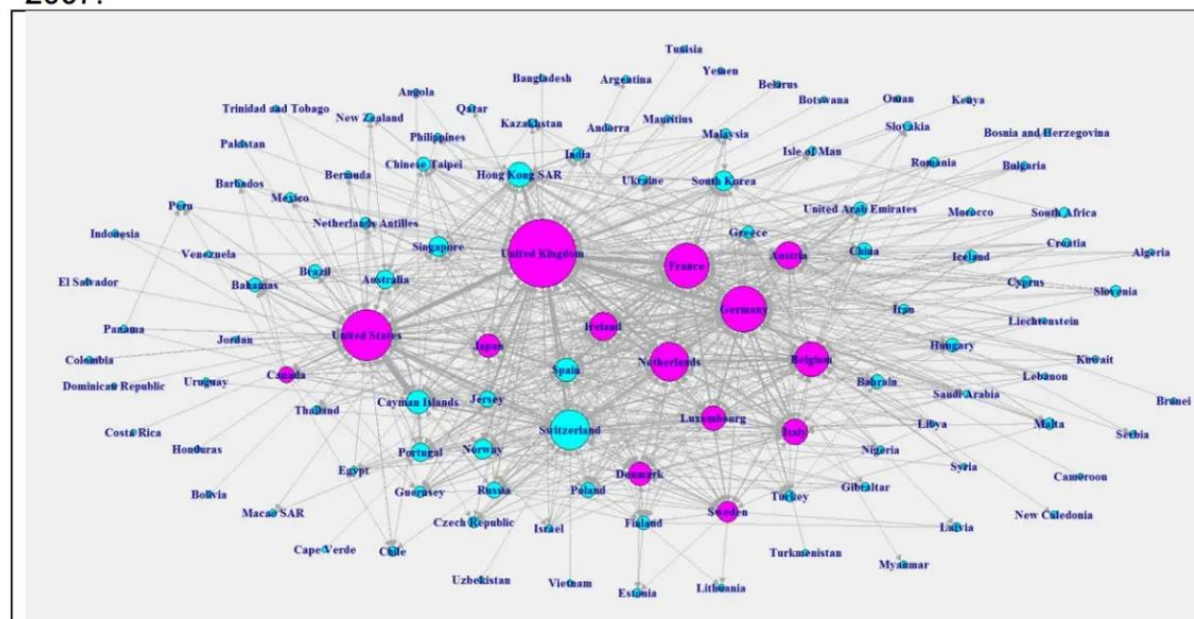 2007.
Tunisia
Bangladesh
Argentina
Yemen
Belarus
Angola
Botswana
Oman
Kenya
Trinidad and Tobago
New Zealand
Qatar
Kazakhstan
Andorra
Mauritius
Malaysia
Slovakia
Bosnia and Herzegovina
Philippines
Pakistan
Chinese Taipei
India
Isle of Man
Romania
Bulgaria
Barbados
Mexico
Bermuda
Hong Kong SAR
Ukraine
South Korea
Peru
Netherlands Antilles
United Arab Emirates
Morocco
South Africa
Indonesia
Singapore
Greece
Croatia
Venezuela
United Kingdom
France
Austria
China
Iceland
Algeria
El Salvador
Bahamas
Brazil
Australia
Cyprus
Slovenia
Germany
Iran
Liechtenstein
Panama
Jordan
United States
Ireland
Japan
Hungary
Kuwait
Colombia
Canada
Spain
Netherlands
Belgium
Lebanon
Dominican Republic
Uruguay
Bahrain
Saudi Arabia
Brunei
Cayman Islands
Jersey
Thailand
Luxembourg
Libya
Malta
Costa Rica
Switzerland
Italy
Serbia
Honduras
Portugal
Norway
Nigeria
Egypt
Denmark
Syria
Cameroon
Bolivia
Guernsey
Russia
Poland
Turkey
Gibraltar
Macao SAR
Czech Republic
Israel
Finland
Sweden
Latvia
New Caledonia
Cape Verde
Chile
Turkmenistan
Myanmar
Uzbekistan
Vietnam
Estonia
Lithuania